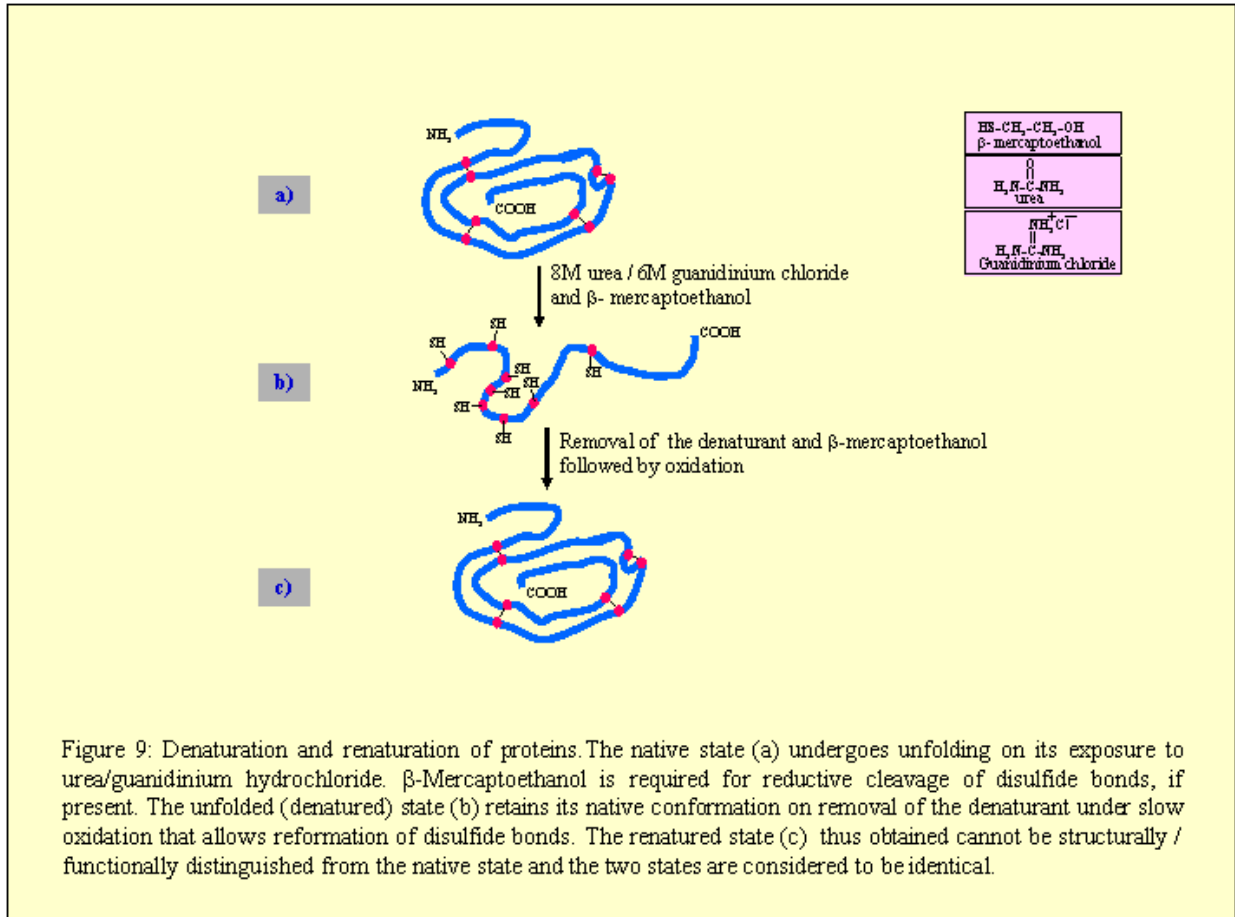 NH₂
COOH
a)
HS-CH₂-CH₂-OH
β- mercaptoethanol
O
H₂N-C-NH₂
urea
NH₂⁺Cl⁻
H₂N-C-NH₂
Guanidinium chloride
8M urea / 6M guanidinium chloride
and β- mercaptoethanol
SH
SH
COOH
b)
NH₂
SH
SH
SH
SH
SH
SH
Removal of the denaturant and β-mercaptoethanol
followed by oxidation
NH₂
c)
COOH
Figure 9: Denaturation and renaturation of proteins. The native state (a) undergoes unfolding on its exposure to
urea/guanidinium hydrochloride. β-Mercaptoethanol is required for reductive cleavage of disulfide bonds, if
present. The unfolded (denatured) state (b) retains its native conformation on removal of the denaturant under slow
oxidation that allows reformation of disulfide bonds. The renatured state (c) thus obtained cannot be structurally /
functionally distinguished from the native state and the two states are considered to be identical.